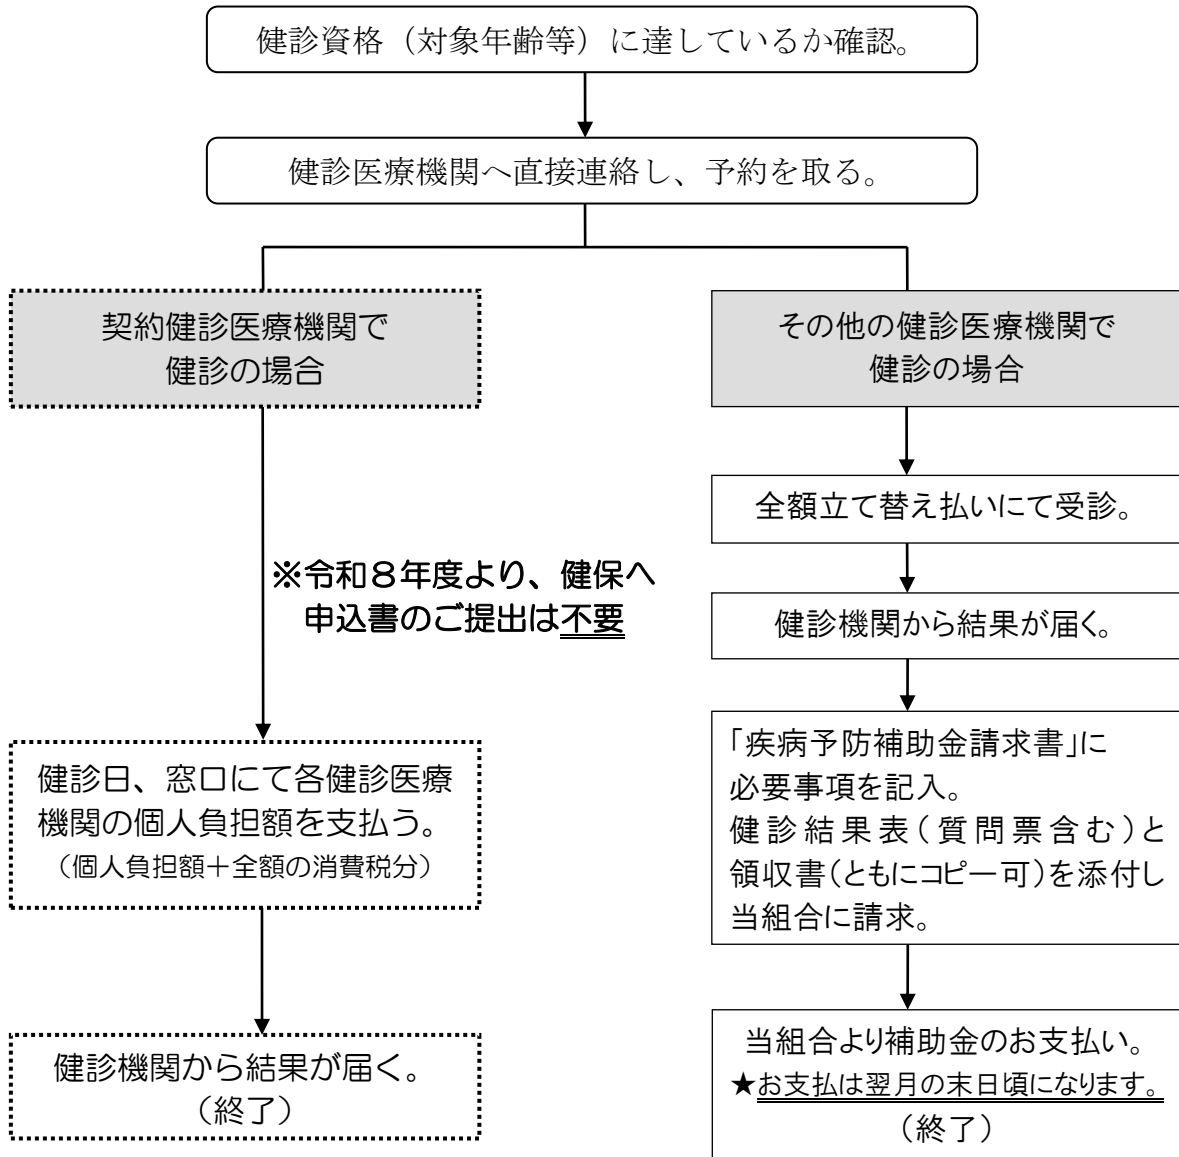 健診資格（対象年齢等）に達しているか確認。
健診医療機関へ直接連絡し、予約を取る。
契約健診医療機関で
健診の場合
※令和８年度より、健保へ
申込書のご提出は不要
健診日、窓口にて各健診医療
機関の個人負担額を支払う。
（個人負担額＋全額の消費税分）
健診機関から結果が届く。
（終了）
その他の健診医療機関で
健診の場合
全額立て替え払いにて受診。
健診機関から結果が届く。
「疾病予防補助金請求書」に
必要事項を記入。
健診結果表（質問票含む）と
領収書（ともにコピー可）を添付し
当組合に請求。
当組合より補助金のお支払い。
★お支払は翌月の末日頃になります。
（終了）